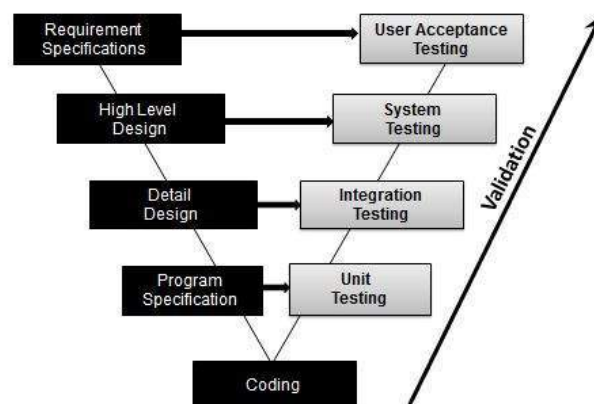 Requirement
Specifications
User Acceptance
Testing
High Level
Design
System
Testing
Detail
Design
Integration
Testing
Program
Specification
Unit
Testing
Coding
Validation